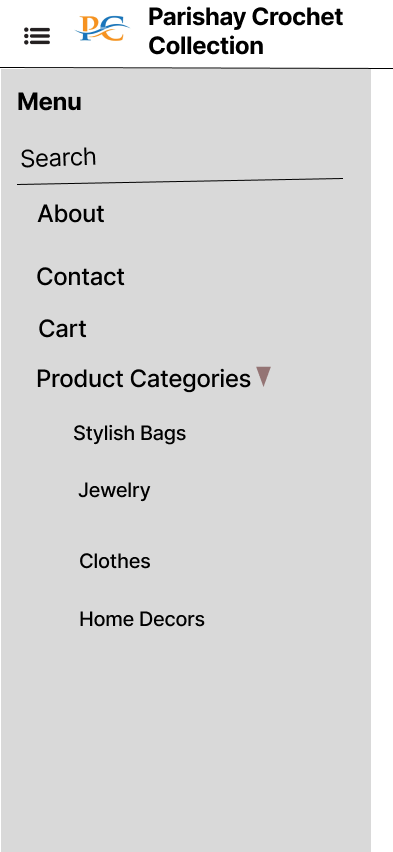 PC
Parishay Crochet
Collection
Menu
Search
About
Contact
Cart
Product Categories
Stylish Bags
Jewelry
Clothes
Home Decors